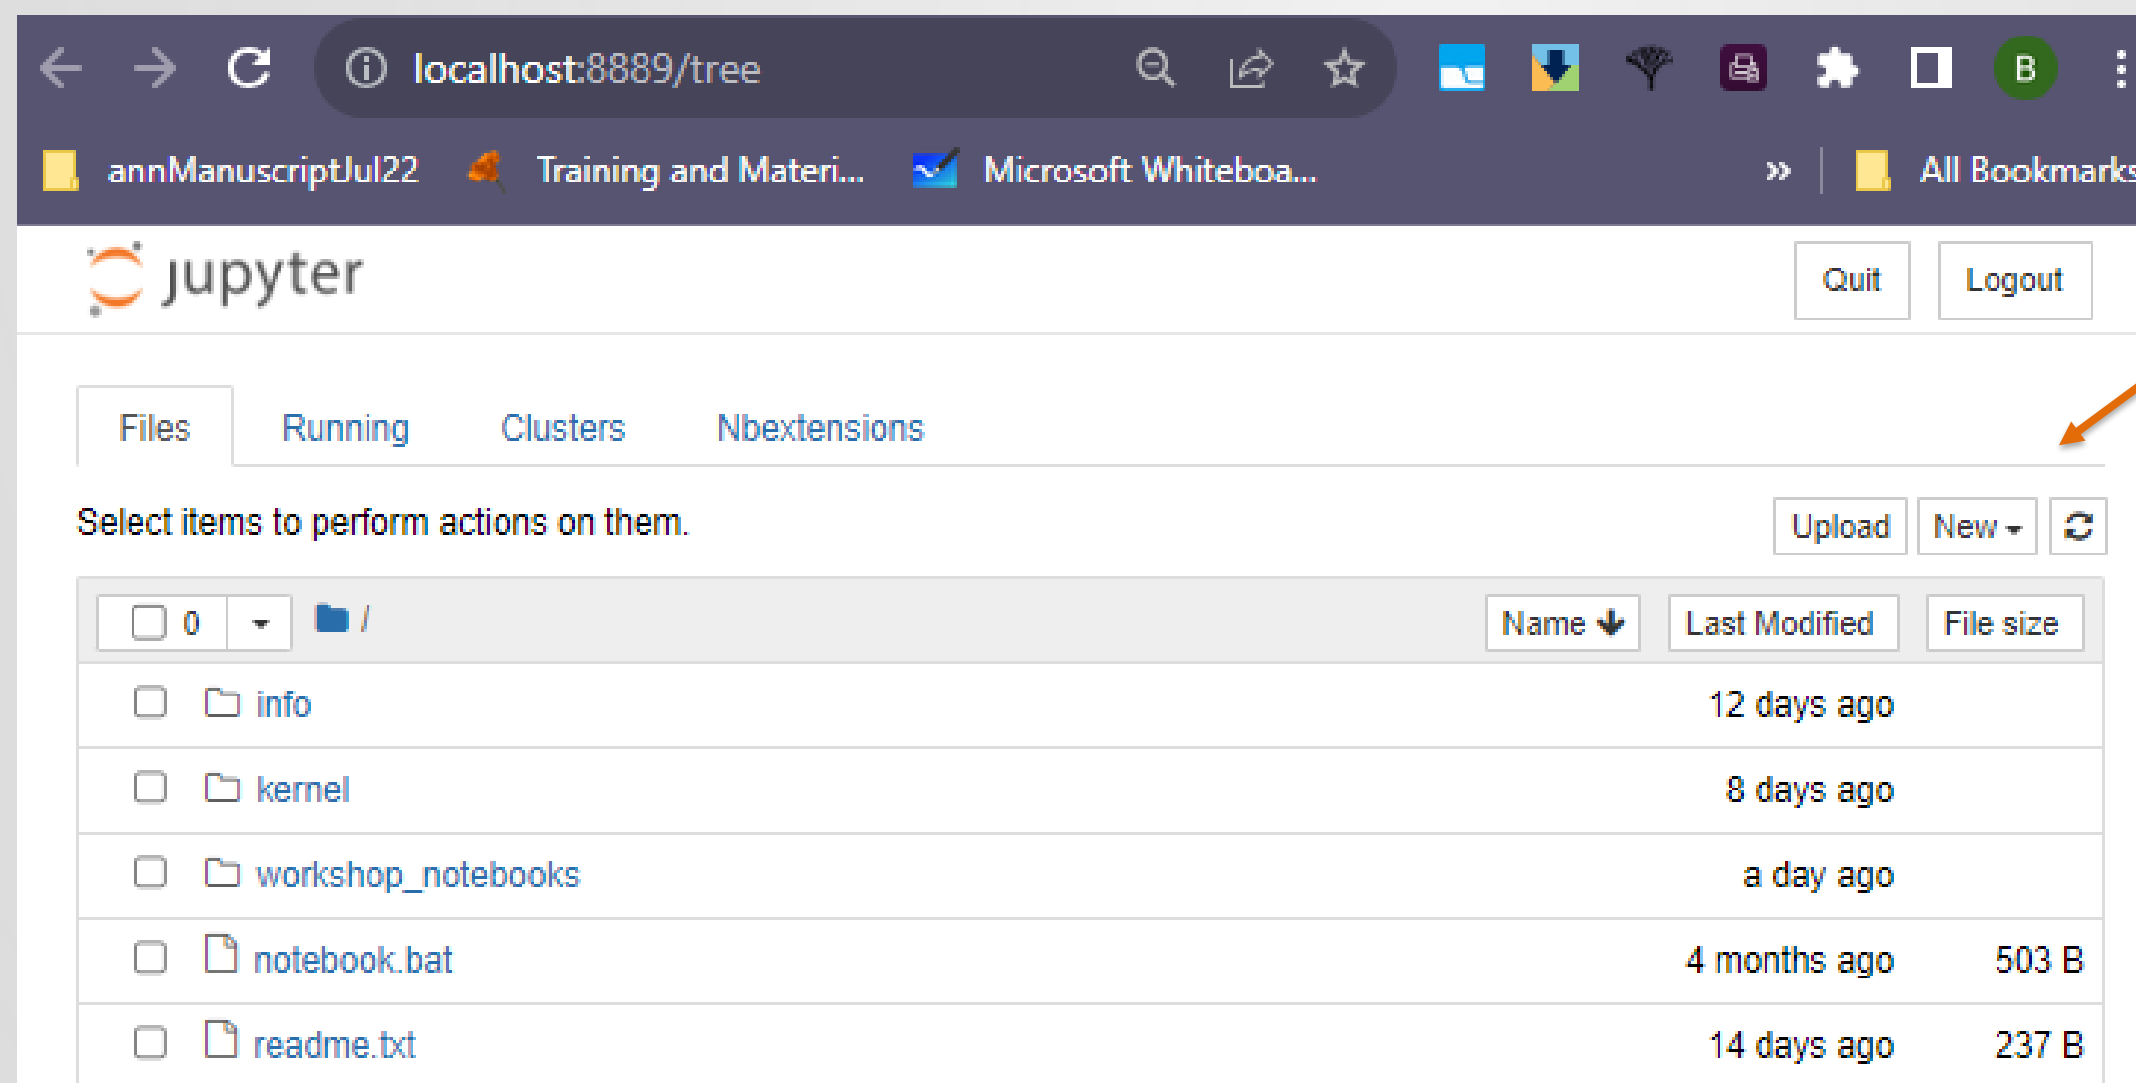 localhost:8889/tree
B
annManuscriptJul22 Training and Materi... Microsoft Whiteboa... » All Bookmarks
jupyter Quit Logout
Files Running Clusters Nbextensions
Select items to perform actions on them. Upload New
0 / Name Last Modified File size
info 12 days ago
kernel 8 days ago
workshop_notebooks a day ago
notebook.bat 4 months ago 503 B
readme.txt 14 days ago 237 B